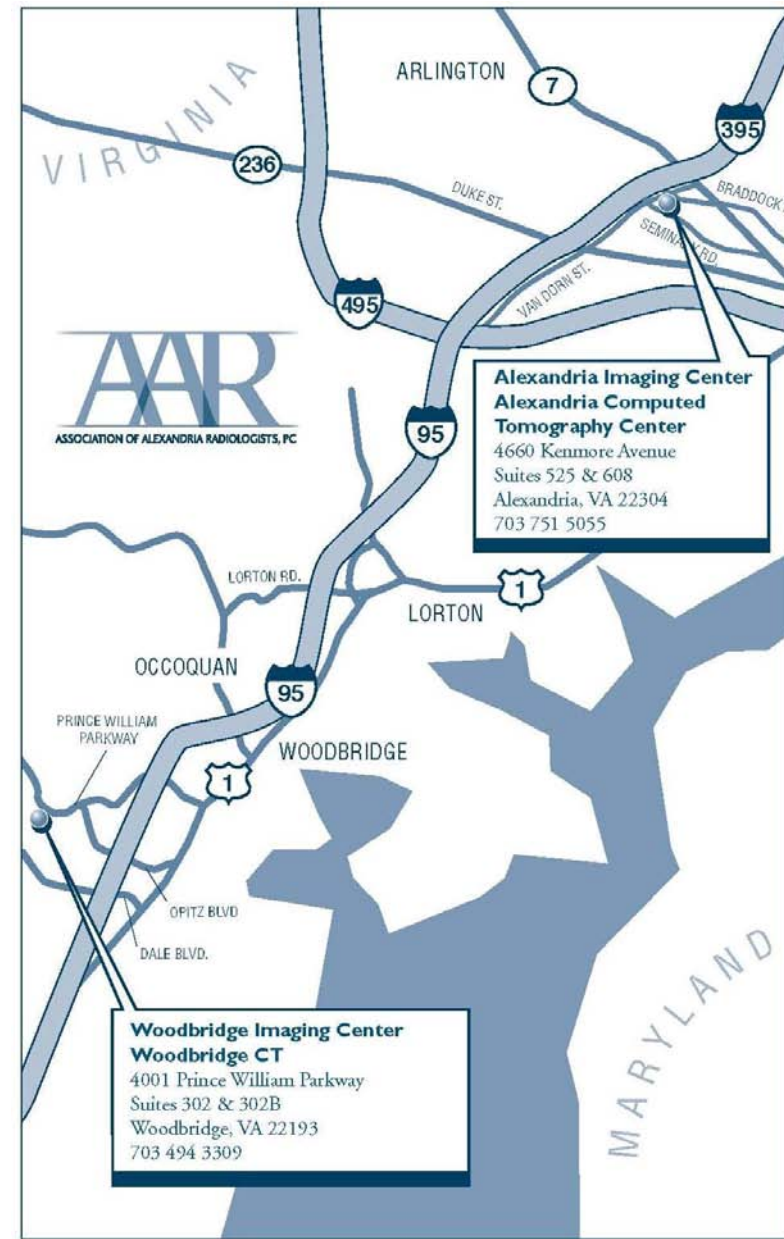 VIRGINIA
ARLINGTON
7
395
236
DUKE ST.
BRADDOCK
SEMINARY RD.
VAN DORN ST.
495
AAR
ASSOCIATION OF ALEXANDRIA RADIOLOGISTS, PC
Alexandria Imaging Center
Alexandria Computed
Tomography Center
4660 Kenmore Avenue
Suites 525 & 608
Alexandria, VA 22304
703 751 5055
95
LORTON RD.
1
LORTON
OCCOQUAN
95
PRINCE WILLIAM
PARKWAY
WOODBRIDGE
1
OPITZ BLVD
DALE BLVD.
MARYLAND
Woodbridge Imaging Center
Woodbridge CT
4001 Prince William Parkway
Suites 302 & 302B
Woodbridge, VA 22193
703 494 3309